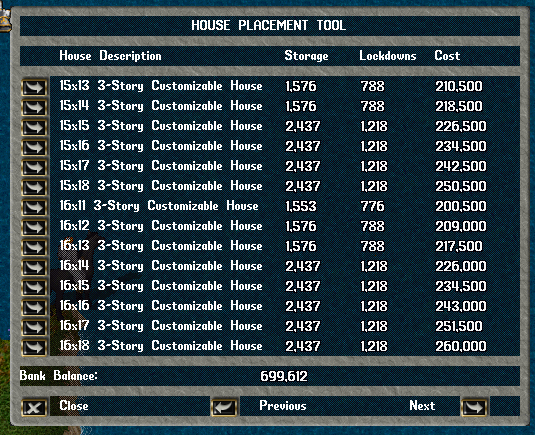 HOUSE PLACEMENT TOOL
House Description Storage Lockdowns Cost
15x13 3-Story Customizable House 1,576 788 210,500
15x14 3-Story Customizable House 1,576 788 218,500
15x15 3-Story Customizable House 2,437 1,218 226,500
15x16 3-Story Customizable House 2,437 1,218 234,500
15x17 3-Story Customizable House 2,437 1,218 242,500
15x18 3-Story Customizable House 2,437 1,218 250,500
16x11 3-Story Customizable House 1,553 776 200,500
16x12 3-Story Customizable House 1,576 788 209,000
16x13 3-Story Customizable House 1,576 788 217,500
16x14 3-Story Customizable House 2,437 1,218 226,000
16x15 3-Story Customizable House 2,437 1,218 234,500
16x16 3-Story Customizable House 2,437 1,218 243,000
16x17 3-Story Customizable House 2,437 1,218 251,500
16x18 3-Story Customizable House 2,437 1,218 260,000
Bank Balance: 699,612
Close Previous Next